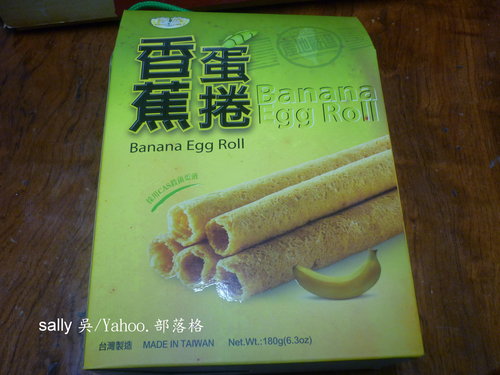 香蕉
蛋捲
Banana
Egg Roll
Banana Egg Roll
sally 吳/Yahoo.部落格
台灣製造 MADE IN TAIWAN Net.Wt.:180g(6.3oz)